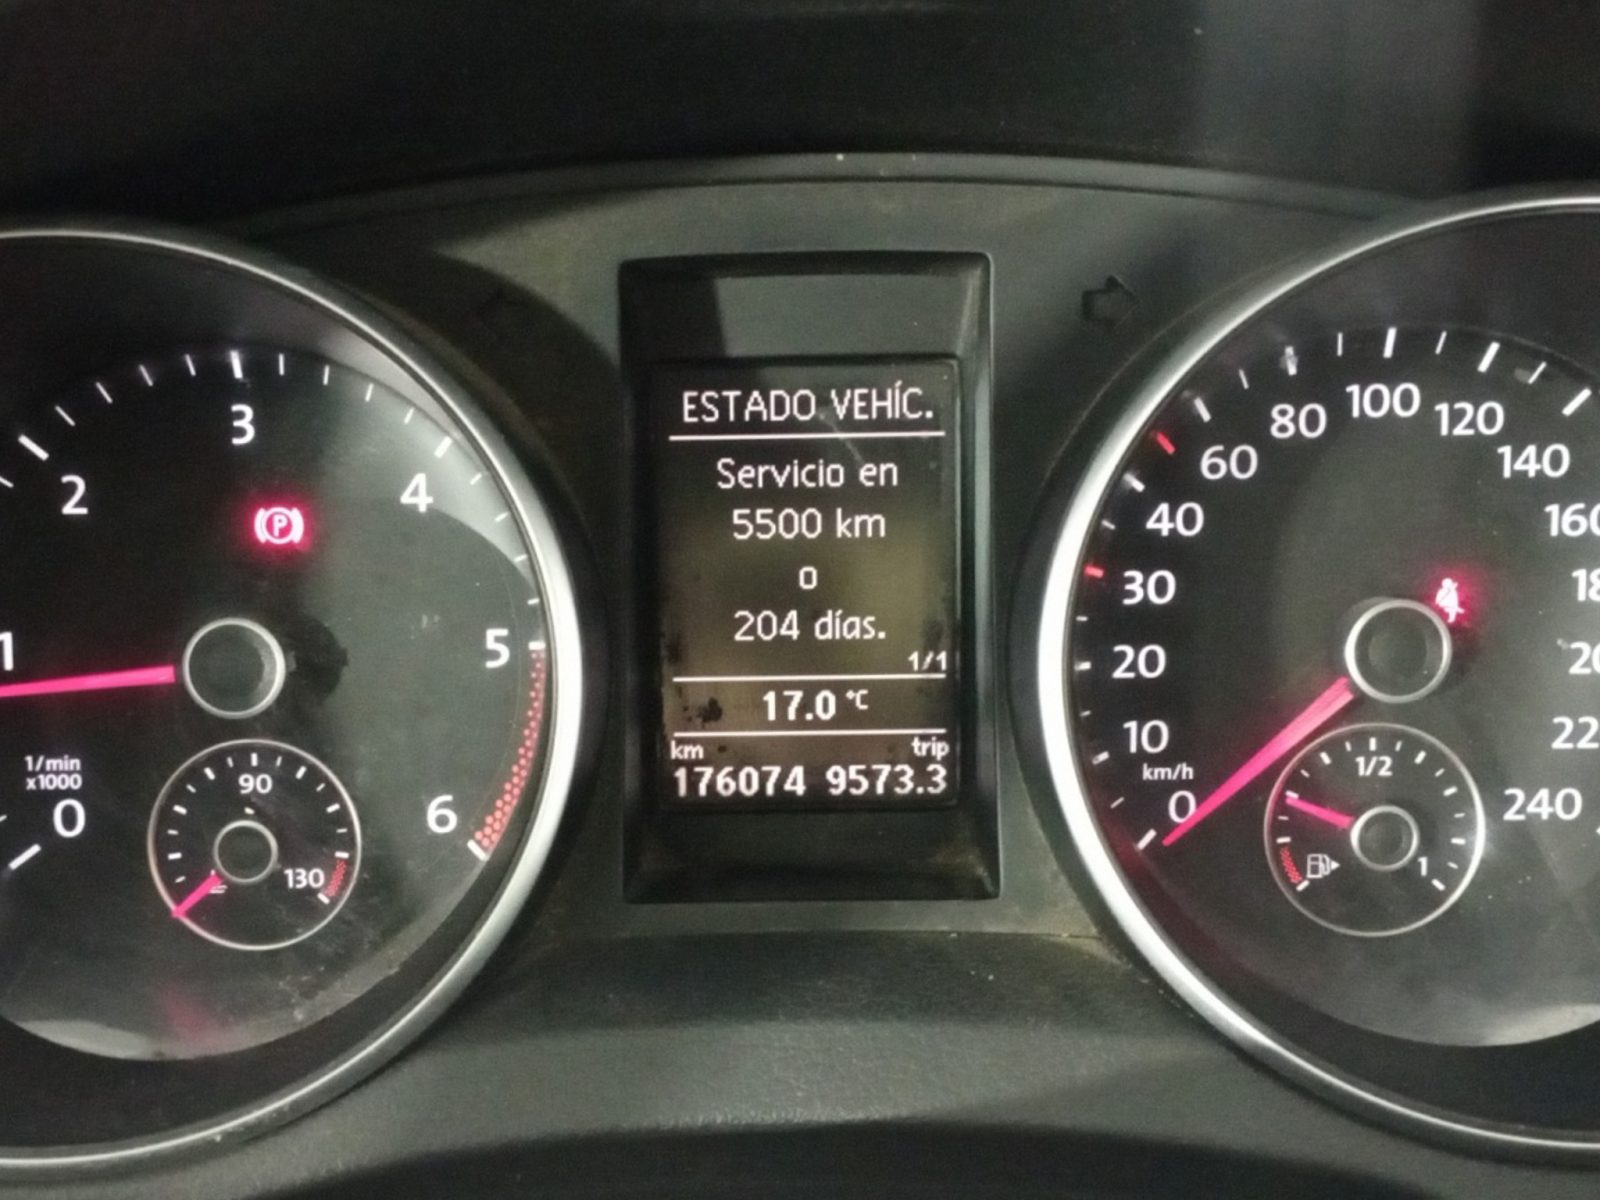 ESTADO VEHÍC.
Servicio en
5500 km
o
204 días.
1/1
17.0 °C
km trip
176074 9573.3
0
1
2
3
4
5
6
1/min
x1000
90
130
P
0
10
20
30
40
60
80
100
120
140
160
240
km/h
1/2
1